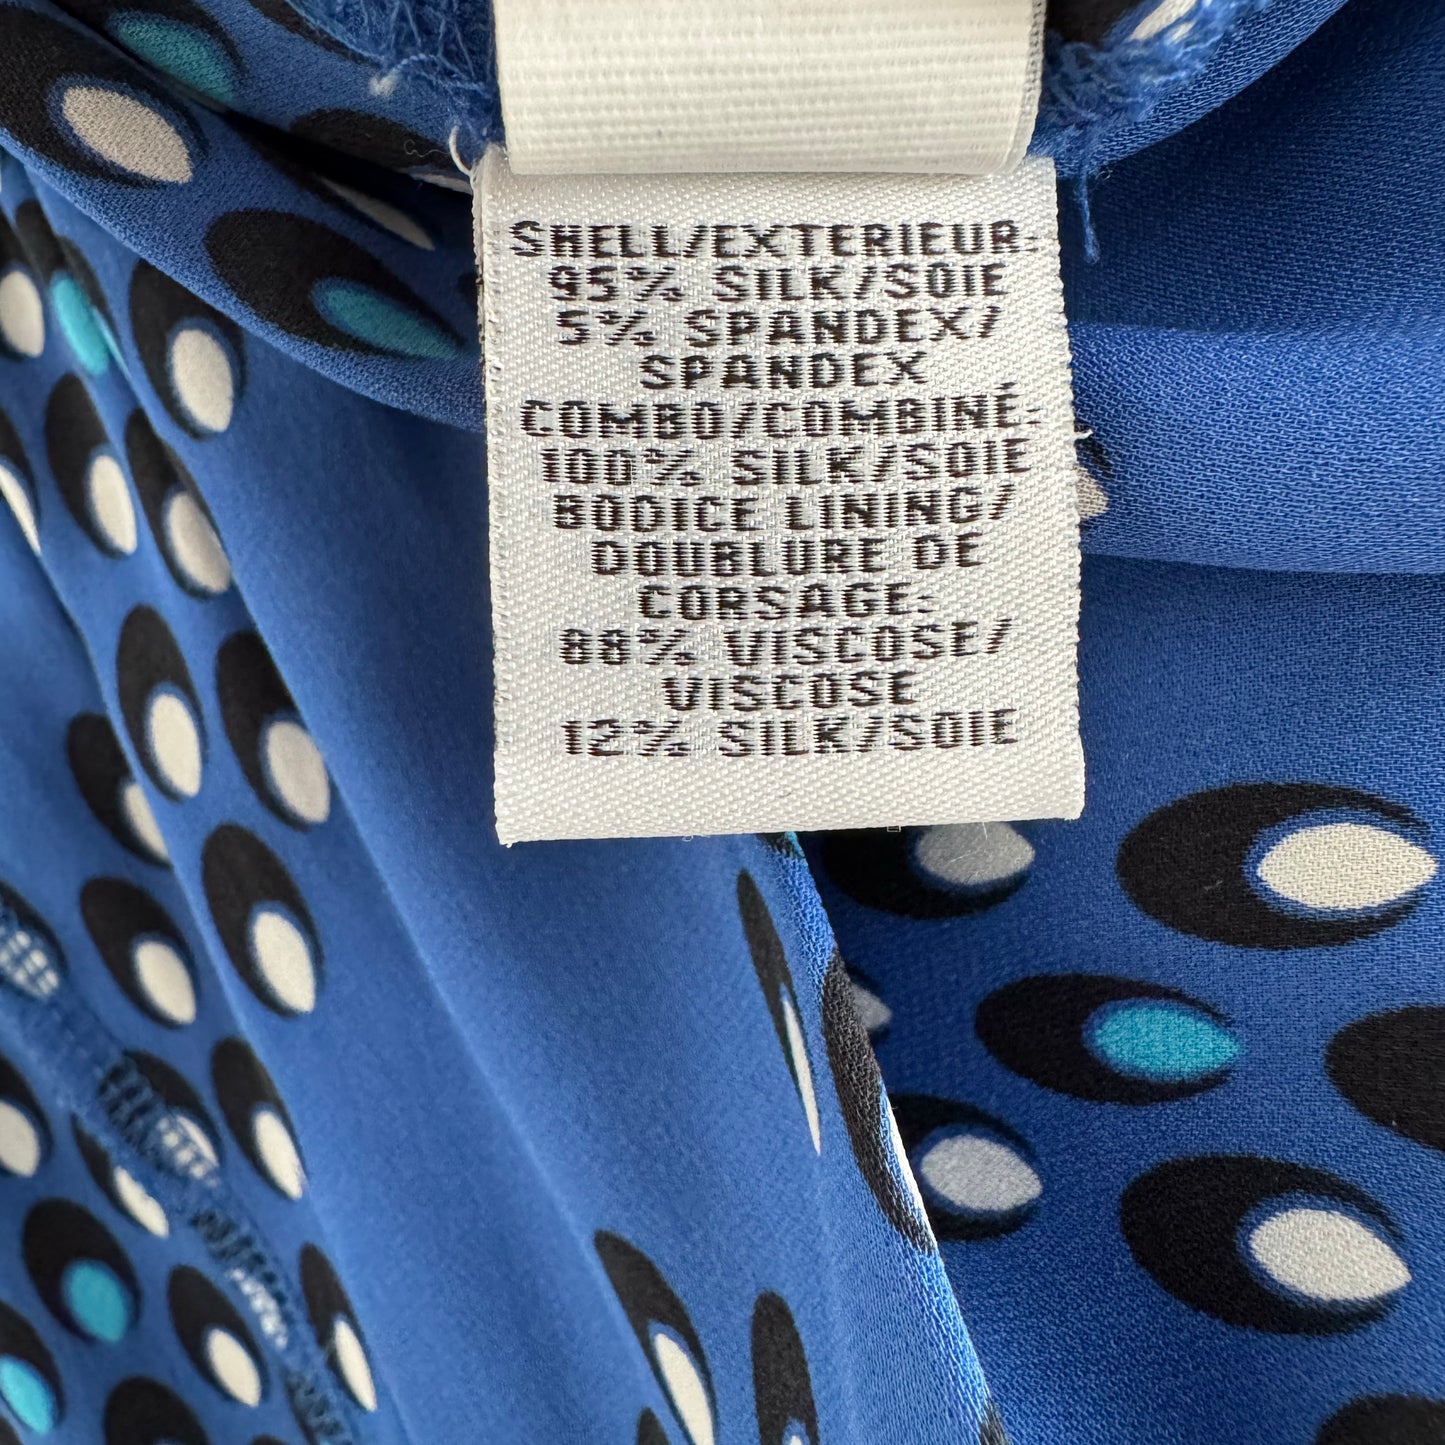 SHELL/EXTERIEUR:
95% SILK/SOIE
5% SPANDEX/
SPANDEX
COMBO/COMBINÉ:
100% SILK/SOIE
BODICE LINING/
DOUBLURE DE
CORSAGE:
88% VISCOSE/
VISCOSE
12% SILK/SOIE